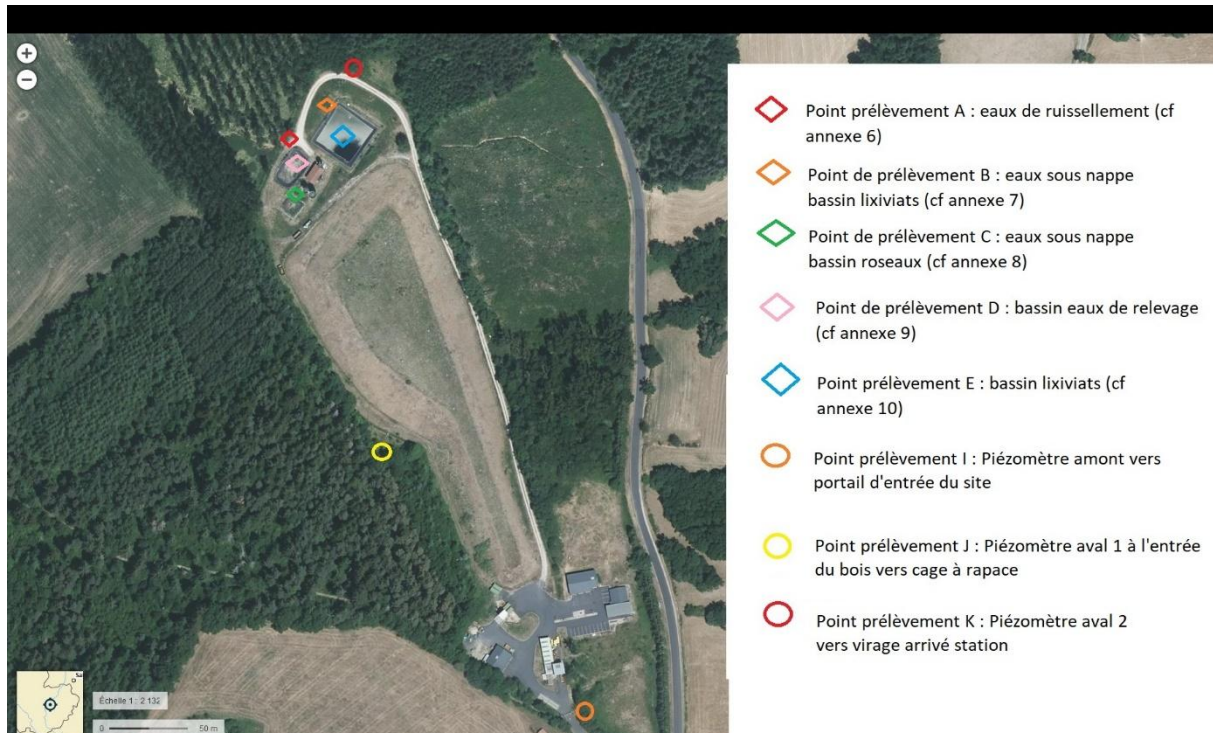 Point prélèvement A : eaux de ruissellement (cf
annexe 6)
Point de prélèvement B : eaux sous nappe
bassin lixiviats (cf annexe 7)
Point de prélèvement C : eaux sous nappe
bassin roseaux (cf annexe 8)
Point de prélèvement D : bassin eaux de relevage
(cf annexe 9)
Point prélèvement E : bassin lixiviats (cf
annexe 10)
Point prélèvement I : Piézomètre amont vers
portail d'entrée du site
Point prélèvement J : Piézomètre aval 1 à l'entrée
du bois vers cage à rapace
Point prélèvement K : Piézomètre aval 2
vers virage arrivé station
Échelle 1 : 2 132
0 50 m